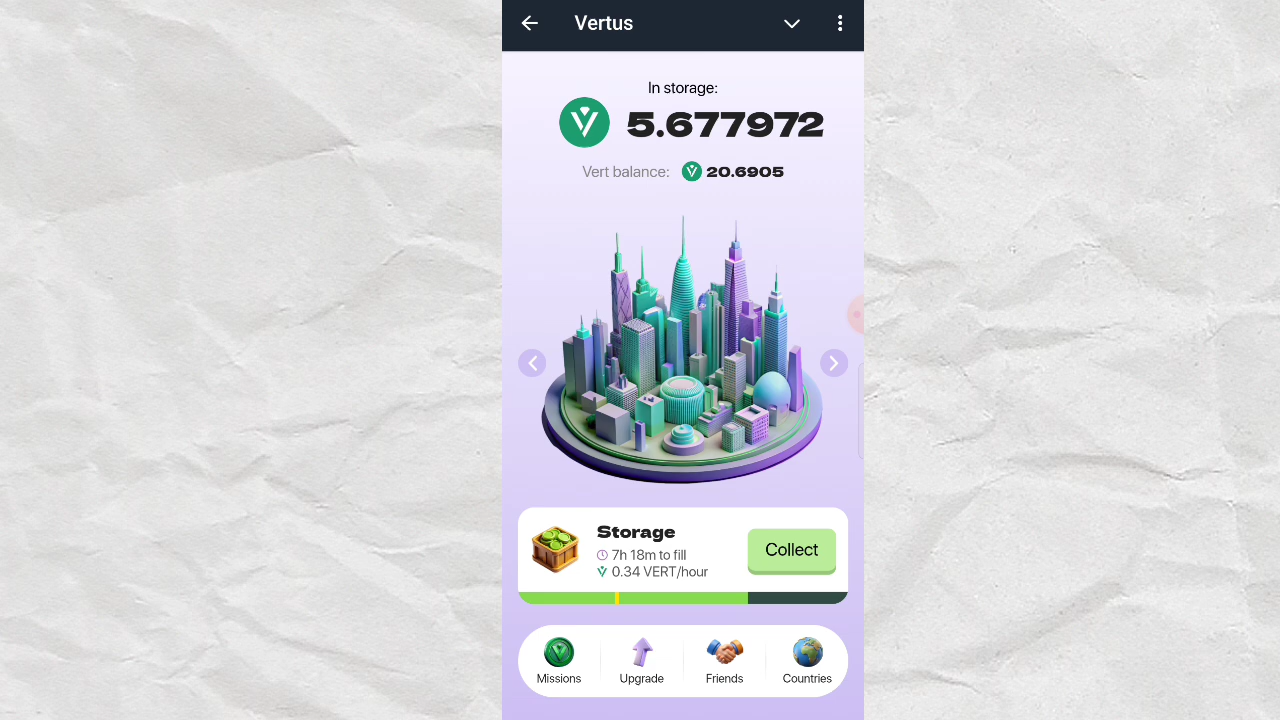 Vertus
In storage:
5.677972
Vert balance: 20.6905
Storage
7h 18m to fill
0.34 VERT/hour
Collect
Missions
Upgrade
Friends
Countries